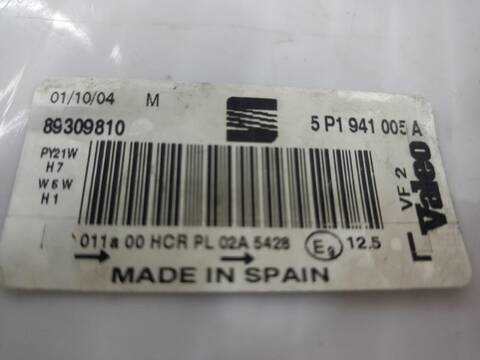 01/10/04 M
89309810 5 P1 941 005 A
PY21W
H7
W6W
H1
VF 2
Valeo
L
011a 00 HCR PL 02A 5428 E9 12.5
MADE IN SPAIN